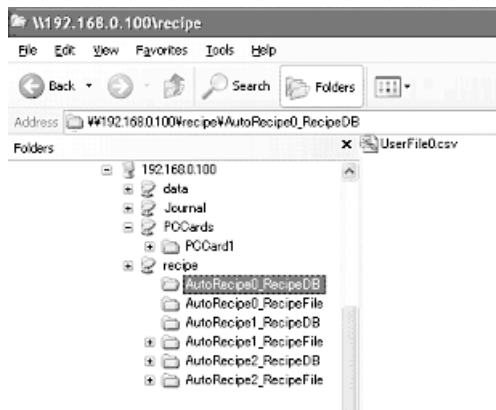 \\192.168.0.100\recipe
File Edit View Favorites Tools Help
Back Search Folders
Address ₩₩192.168.0.100₩recipe₩AutoRecipe0_RecipeDB
Folders
UserFile0.csv
192.168.0.100
data
Journal
PCCards
PCCard1
recipe
AutoRecipe0_RecipeDB
AutoRecipe0_RecipeFile
AutoRecipe1_RecipeDB
AutoRecipe1_RecipeFile
AutoRecipe2_RecipeDB
AutoRecipe2_RecipeFile